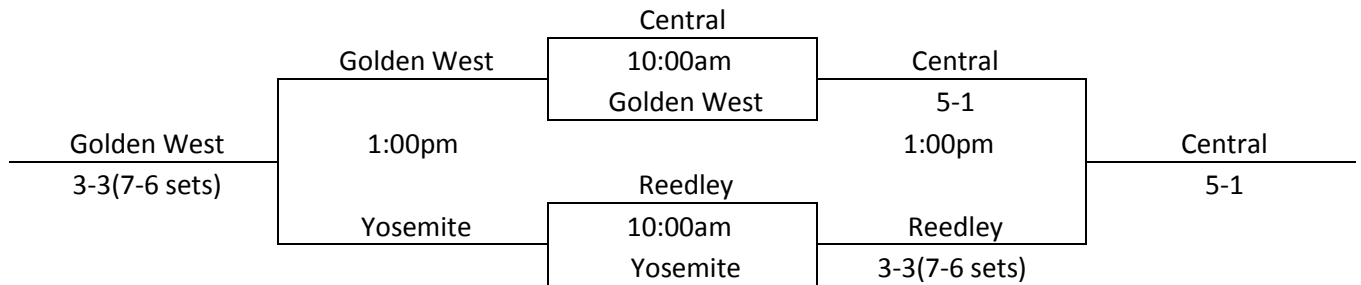 Central
Golden West 10:00am Central
Golden West 5-1
Golden West 1:00pm 1:00pm Central
3-3(7-6 sets) Reedley 5-1
Yosemite 10:00am Reedley
Yosemite 3-3(7-6 sets)